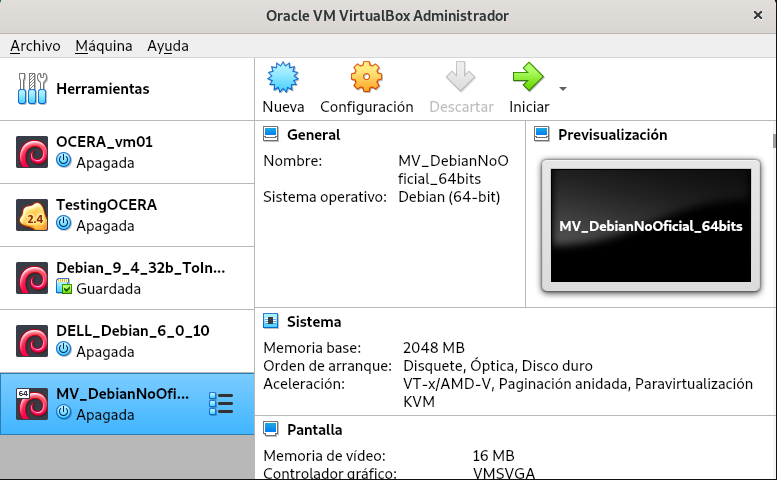 Oracle VM VirtualBox Administrador
Archivo Máquina Ayuda
Herramientas
Nueva Configuración Descartar Iniciar
OCERA_vm01
Apagada
2.4
TestingOCERA
Apagada
Debian_9_4_32b_ToIn...
Guardada
DELL_Debian_6_0_10
Apagada
64
MV_DebianNoOfi...
Apagada
General
Nombre: MV_DebianNoO
ficial_64bits
Sistema operativo: Debian (64-bit)
Previsualización
MV_DebianNoOficial_64bits
Sistema
Memoria base: 2048 MB
Orden de arranque: Disquete, Óptica, Disco duro
Aceleración: VT-x/AMD-V, Paginación anidada, Paravirtualización
KVM
Pantalla
Memoria de vídeo: 16 MB
Controlador gráfico: VMSVGA